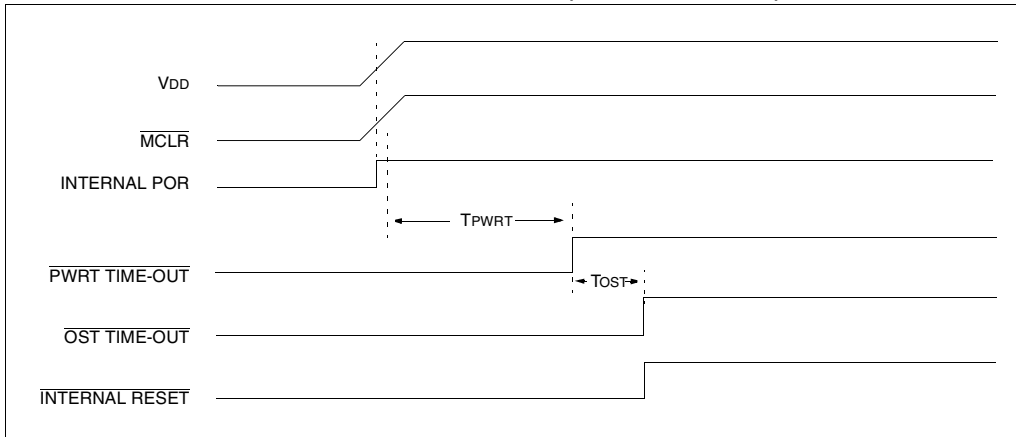 VDD
MCLR
INTERNAL POR
TPWRT
PWRT TIME-OUT
TOST
OST TIME-OUT
INTERNAL RESET